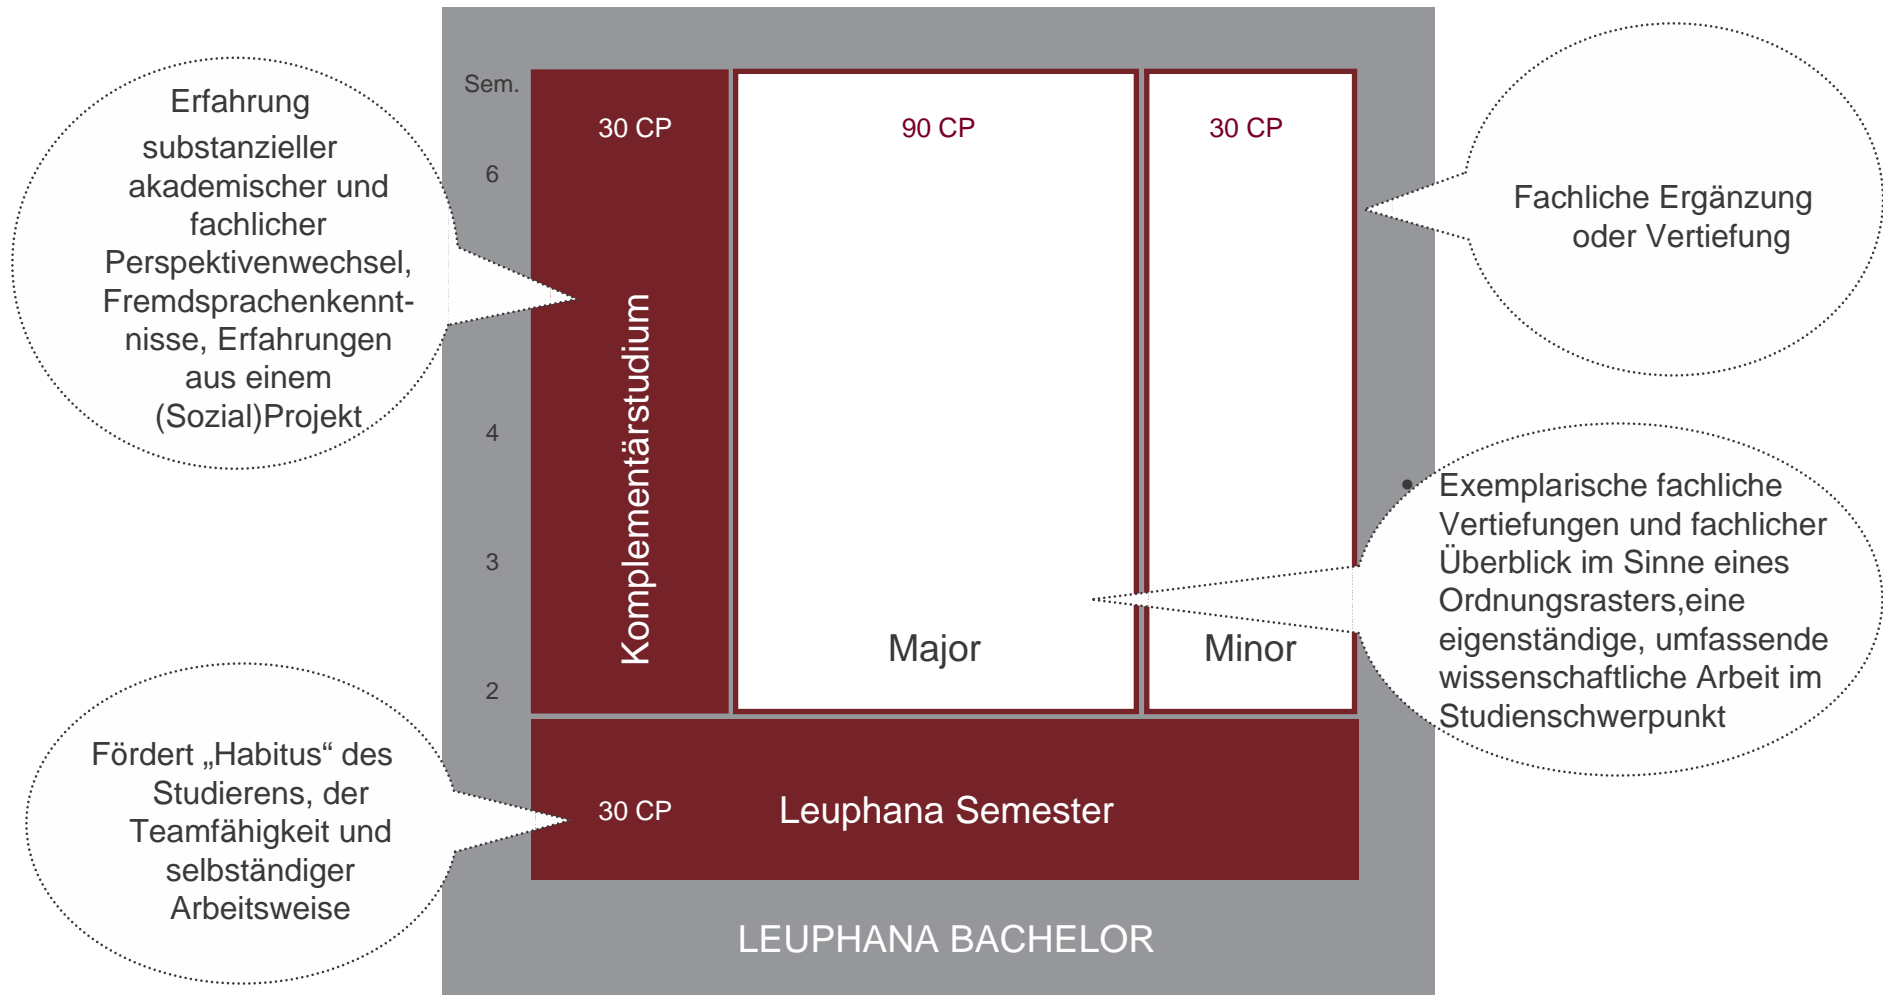 Erfahrung
substanzieller
akademischer und
fachlicher
Perspektivenwechsel,
Fremdsprachenkennt-
nisse, Erfahrungen
aus einem
(Sozial)Projekt
Sem.
6
4
3
2
30 CP
Komplementärstudium
90 CP
Major
30 CP
Minor
Fachliche Ergänzung
oder Vertiefung
• Exemplarische fachliche
Vertiefungen und fachlicher
Überblick im Sinne eines
Ordnungsrasters,eine
eigenständige, umfassende
wissenschaftliche Arbeit im
Studienschwerpunkt
Fördert „Habitus“ des
Studierens, der
Teamfähigkeit und
selbständiger
Arbeitsweise
30 CP
Leuphana Semester
LEUPHANA BACHELOR